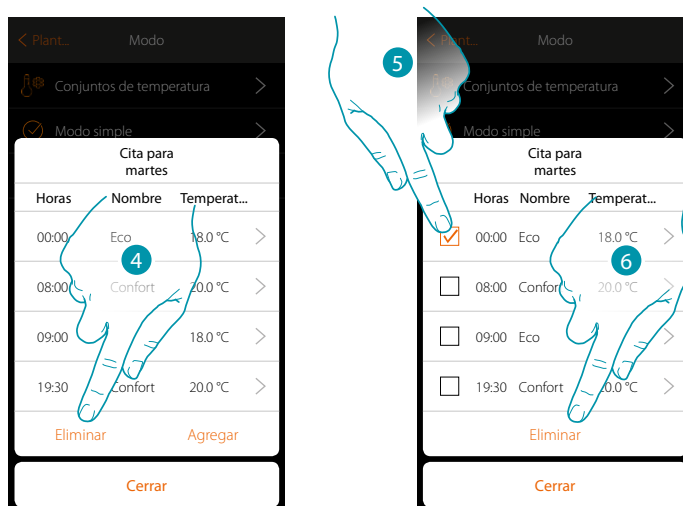 Plant...
Modo
Conjuntos de temperatura
Modo simple
Cita para
martes
Horas Nombre Temperat...
00:00 Eco 18.0 °C
08:00 Confort 20.0 °C
09:00 18.0 °C
19:30 Confort 20.0 °C
Eliminar Agregar
Cerrar
4
5
Plant...
Modo
Conjuntos de temperatura
Modo simple
Cita para
martes
Horas Nombre Temperat...
00:00 Eco 18.0 °C
08:00 Confort 20.0 °C
09:00 Eco
19:30 Confort 20.0 °C
Eliminar
Cerrar
6